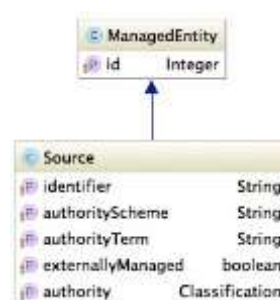 ManagedEntity
id Integer
Source
identifier String
authorityScheme String
authorityTerm String
externallyManaged boolean
authority Classification